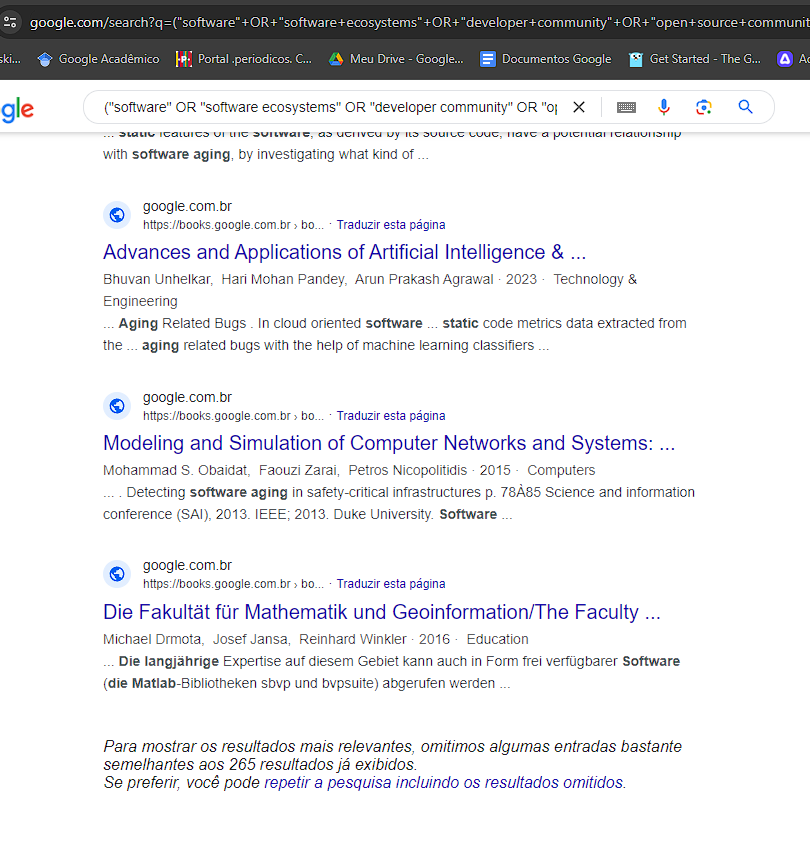 google.com/search?q=("software"+OR+"software+ecosystems"+OR+"developer+community"+OR+"open+source+communit
ski... Google Acadêmico Portal .periodicos. C... Meu Drive - Google... Documentos Google Get Started - The G... Ac
gle ("software" OR "software ecosystems" OR "developer community" OR "op
... static features of the software, as derived by its source code, have a potential relationship
with software aging, by investigating what kind of ...
google.com.br
https://books.google.com.br › bo... · Traduzir esta página
Advances and Applications of Artificial Intelligence & ...
Bhuvan Unhelkar, Hari Mohan Pandey, Arun Prakash Agrawal · 2023 · Technology &
Engineering
... Aging Related Bugs . In cloud oriented software ... static code metrics data extracted from
the ... aging related bugs with the help of machine learning classifiers ...
google.com.br
https://books.google.com.br › bo... · Traduzir esta página
Modeling and Simulation of Computer Networks and Systems: ...
Mohammad S. Obaidat, Faouzi Zarai, Petros Nicopolitidis · 2015 · Computers
... . Detecting software aging in safety-critical infrastructures p. 78À85 Science and information
conference (SAI), 2013. IEEE; 2013. Duke University. Software ...
google.com.br
https://books.google.com.br › bo... · Traduzir esta página
Die Fakultät für Mathematik und Geoinformation/The Faculty ...
Michael Drmota, Josef Jansa, Reinhard Winkler · 2016 · Education
... Die langjährige Expertise auf diesem Gebiet kann auch in Form frei verfügbarer Software
(die Matlab-Bibliotheken sbvp und bvpsuite) abgerufen werden ...
Para mostrar os resultados mais relevantes, omitimos algumas entradas bastante
semelhantes aos 265 resultados já exibidos.
Se preferir, você pode repetir a pesquisa incluindo os resultados omitidos.